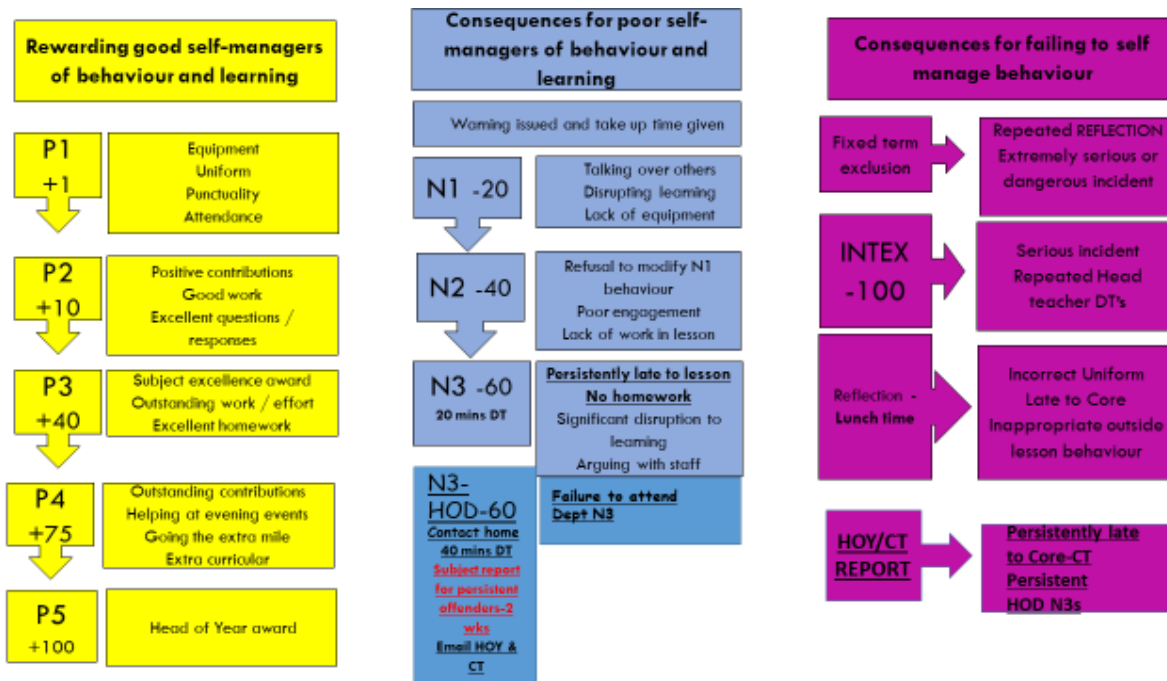 Rewarding good self-managers
of behaviour and learning
P1
+1
Equipment
Uniform
Punctuality
Attendance
P2
+10
Positive contributions
Good work
Excellent questions /
responses
P3
+40
Subject excellence award
Outstanding work / effort
Excellent homework
P4
+75
Outstanding contributions
Helping at evening events
Going the extra mile
Extra curricular
P5
+100
Head of Year award
Consequences for poor self-
managers of behaviour and
learning
Warning issued and take up time given
N1 -20
Talking over others
Disrupting learning
Lack of equipment
N2 -40
Refusal to modify N1
behaviour
Poor engagement
Lack of work in lesson
N3 -60
20 mins DT
Persistently late to lesson
No homework
Significant disruption to
learning
Arguing with staff
N3-
HOD-60
Contact home
40 mins DT
Subject report
for persistent
offenders-2
wks
Email HOY &
CT
Failure to attend
Dept N3
Consequences for failing to self
manage behaviour
Fixed term
exclusion
Repeated REFLECTION
Extremely serious or
dangerous incident
INTEX
-100
Serious incident
Repeated Head
teacher DT's
Reflection -
Lunch time
Incorrect Uniform
Late to Core
Inappropriate outside
lesson behaviour
HOY/CT
REPORT
Persistently late
to Core-CT
Persistent
HOD N3s